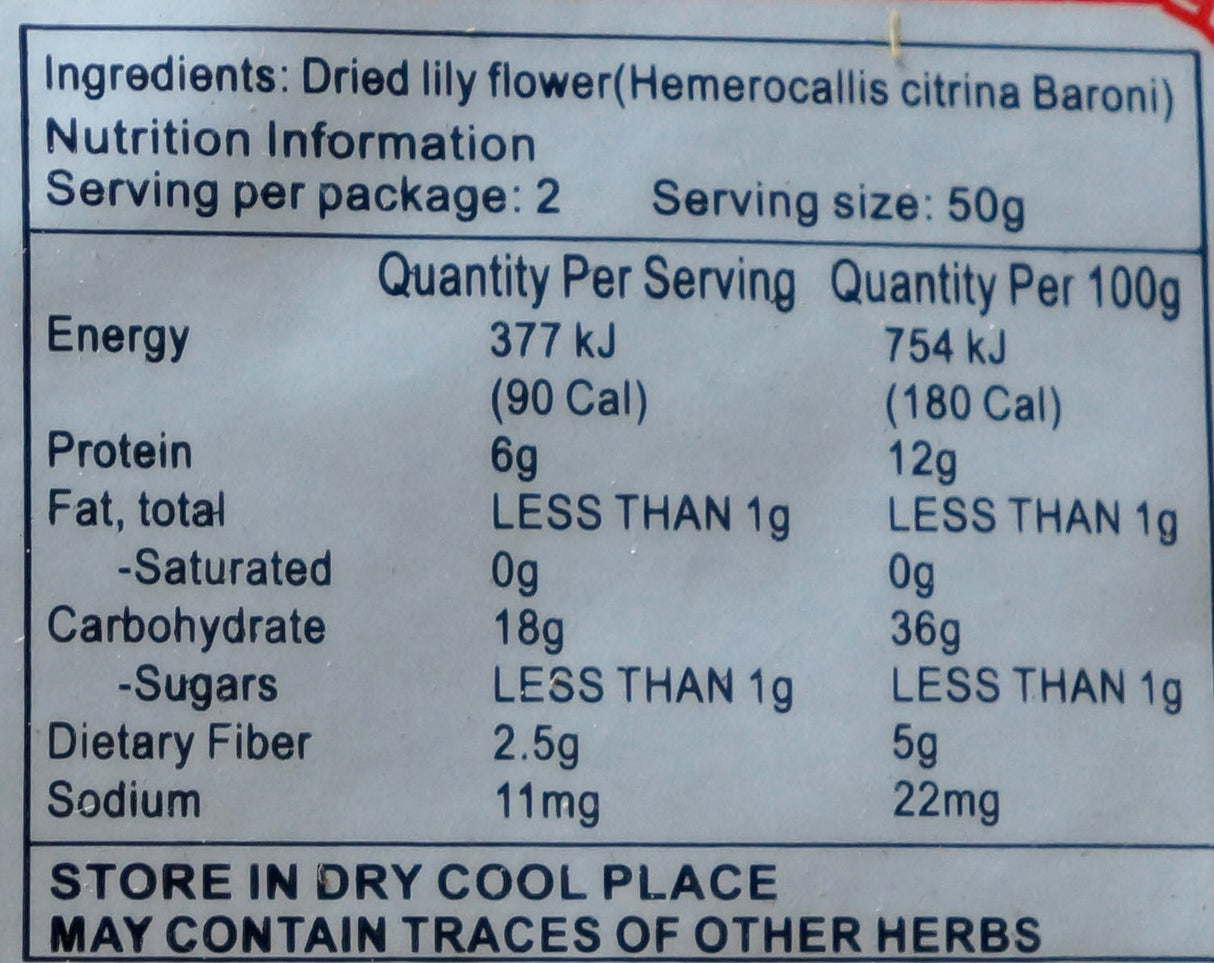 Ingredients: Dried lily flower(Hemerocallis citrina Baroni)
Nutrition Information
Serving per package: 2 Serving size: 50g
Quantity Per Serving Quantity Per 100g
Energy 377 kJ 754 kJ
(90 Cal) (180 Cal)
Protein 6g 12g
Fat, total LESS THAN 1g LESS THAN 1g
-Saturated 0g 0g
Carbohydrate 18g 36g
-Sugars LESS THAN 1g LESS THAN 1g
Dietary Fiber 2.5g 5g
Sodium 11mg 22mg
STORE IN DRY COOL PLACE
MAY CONTAIN TRACES OF OTHER HERBS